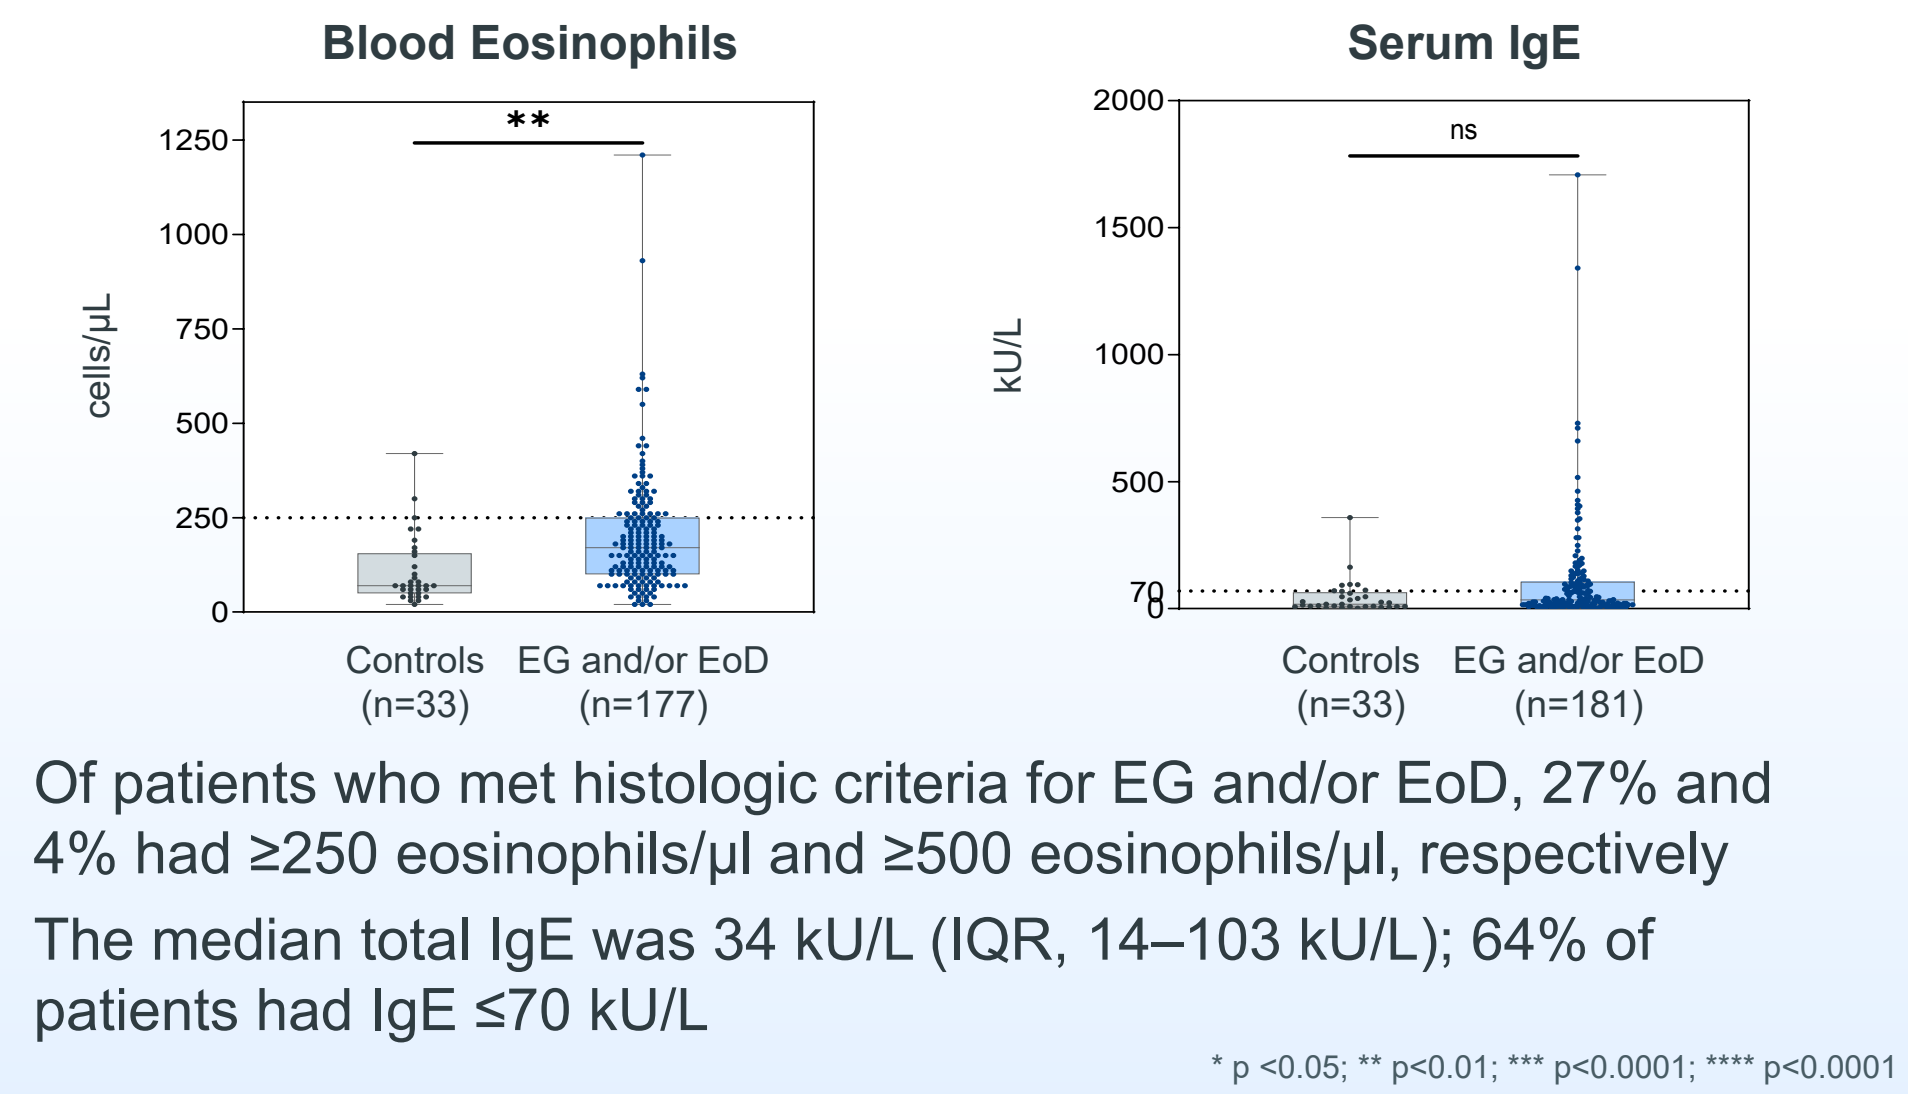 Blood Eosinophils
Serum IgE
**
ns
cells/µL
1250
1000
750
500
250
0
kU/L
2000
1500
1000
500
70
0
Controls
(n=33)
EG and/or EoD
(n=177)
Controls
(n=33)
EG and/or EoD
(n=181)
Of patients who met histologic criteria for EG and/or EoD, 27% and
4% had ≥250 eosinophils/µl and ≥500 eosinophils/µl, respectively
The median total IgE was 34 kU/L (IQR, 14–103 kU/L); 64% of
patients had IgE ≤70 kU/L
* p <0.05; ** p<0.01; *** p<0.0001; **** p<0.0001